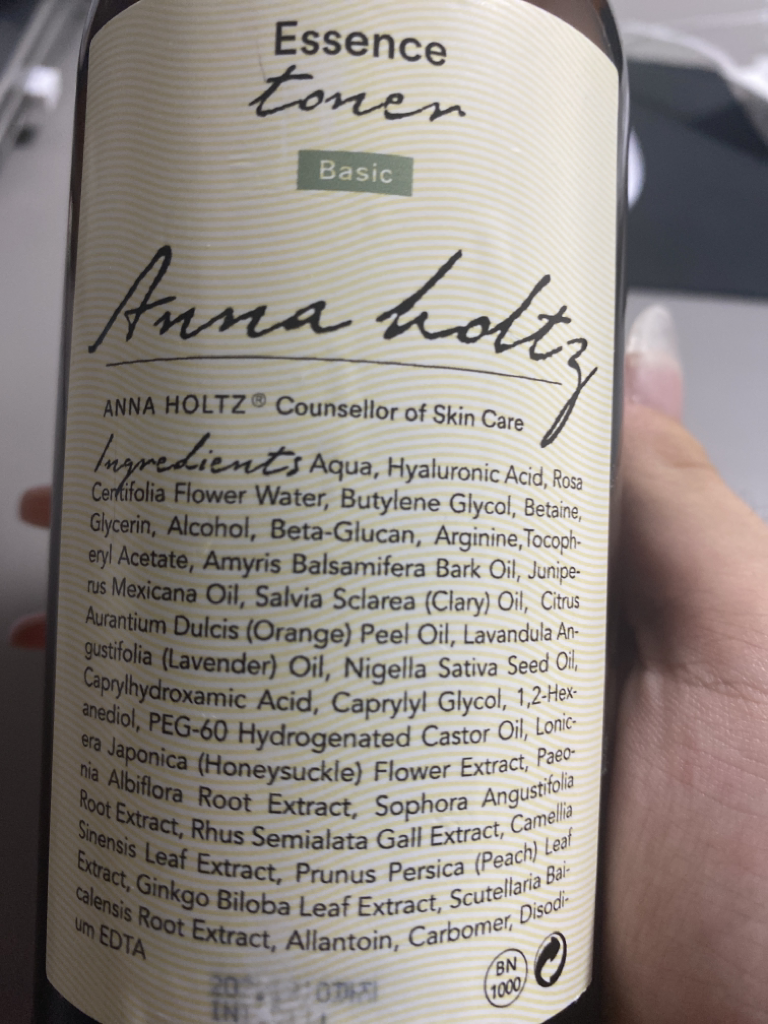 Essence
toner
Basic
Anna holtz
ANNA HOLTZ® Counsellor of Skin Care
Ingredients Aqua, Hyaluronic Acid, Rosa
Centifolia Flower Water, Butylene Glycol, Betaine,
Glycerin, Alcohol, Beta-Glucan, Arginine,Tocoph-
eryl Acetate, Amyris Balsamifera Bark Oil, Junipe-
rus Mexicana Oil, Salvia Sclarea (Clary) Oil, Citrus
Aurantium Dulcis (Orange) Peel Oil, Lavandula An-
gustifolia (Lavender) Oil, Nigella Sativa Seed Oil,
Caprylhydroxamic Acid, Caprylyl Glycol, 1,2-Hex-
anediol, PEG-60 Hydrogenated Castor Oil, Lonic-
era Japonica (Honeysuckle) Flower Extract, Paeo-
nia Albiflora Root Extract, Sophora Angustifolia
Root Extract, Rhus Semialata Gall Extract, Camellia
Sinensis Leaf Extract, Prunus Persica (Peach) Leaf
Extract, Ginkgo Biloba Leaf Extract, Scutellaria Bai-
calensis Root Extract, Allantoin, Carbomer, Disodi-
um EDTA
BN
1000